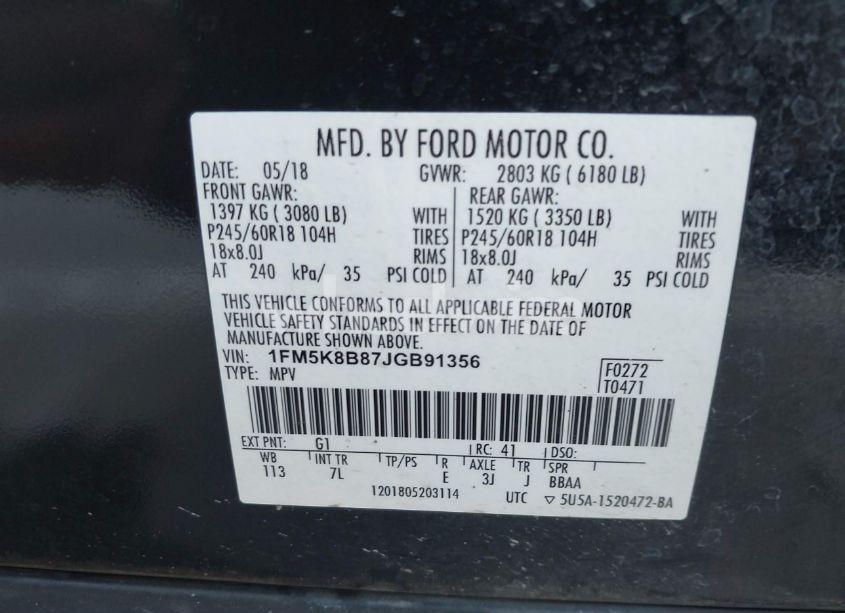 MFD. BY FORD MOTOR CO.
DATE: 05/18 GVWR: 2803 KG ( 6180 LB)
FRONT GAWR: REAR GAWR:
1397 KG ( 3080 LB) WITH 1520 KG ( 3350 LB) WITH
P245/60R18 104H TIRES P245/60R18 104H TIRES
18x8.0J RIMS 18x8.0J RIMS
AT 240 kPa/ 35 PSI COLD AT 240 kPa/ 35 PSI COLD
THIS VEHICLE CONFORMS TO ALL APPLICABLE FEDERAL MOTOR
VEHICLE SAFETY STANDARDS IN EFFECT ON THE DATE OF
MANUFACTURE SHOWN ABOVE.
VIN: 1FM5K8B87JGB91356 F0272
TYPE: MPV T0471
EXT PNT: G1 RC: 41 DSO:
WB INT TR TP/PS R AXLE TR SPR
113 7L E 3J J BBAA
1201805203114 UTC ▽ 5U5A-1520472-BA